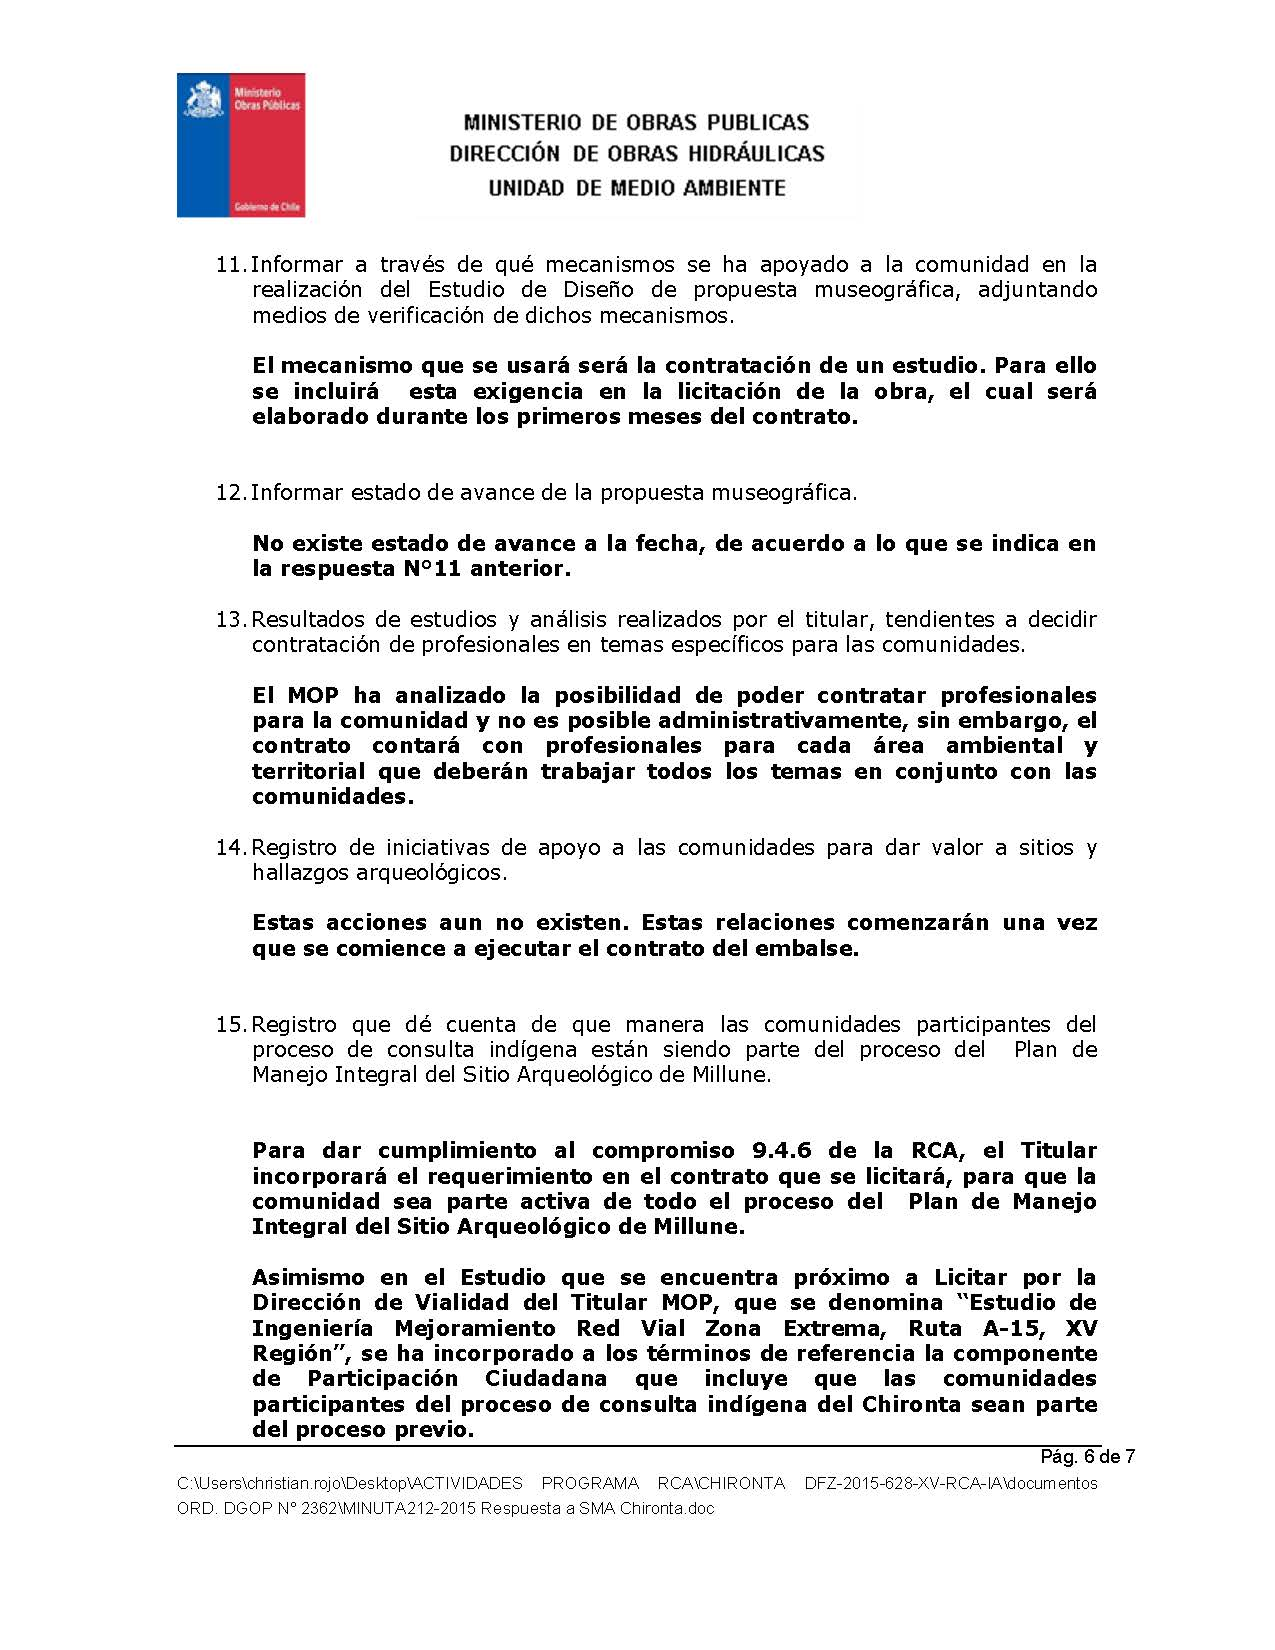 Ministerio
Obras Públicas
Gobierno de Chile
MINISTERIO DE OBRAS PUBLICAS
DIRECCIÓN DE OBRAS HIDRÁULICAS
UNIDAD DE MEDIO AMBIENTE
11. Informar a través de qué mecanismos se ha apoyado a la comunidad en la
realización del Estudio de Diseño de propuesta museográfica, adjuntando
medios de verificación de dichos mecanismos.
El mecanismo que se usará será la contratación de un estudio. Para ello
se incluirá esta exigencia en la licitación de la obra, el cual será
elaborado durante los primeros meses del contrato.
12. Informar estado de avance de la propuesta museográfica.
No existe estado de avance a la fecha, de acuerdo a lo que se indica en
la respuesta Nº11 anterior.
13. Resultados de estudios y análisis realizados por el titular, tendientes a decidir
contratación de profesionales en temas específicos para las comunidades.
El MOP ha analizado la posibilidad de poder contratar profesionales
para la comunidad y no es posible administrativamente, sin embargo, el
contrato contará con profesionales para cada área ambiental y
territorial que deberán trabajar todos los temas en conjunto con las
comunidades.
14. Registro de iniciativas de apoyo a las comunidades para dar valor a sitios y
hallazgos arqueológicos.
Estas acciones aun no existen. Estas relaciones comenzarán una vez
que se comience a ejecutar el contrato del embalse.
15. Registro que dé cuenta de que manera las comunidades participantes del
proceso de consulta indígena están siendo parte del proceso del Plan de
Manejo Integral del Sitio Arqueológico de Millune.
Para dar cumplimiento al compromiso 9.4.6 de la RCA, el Titular
incorporará el requerimiento en el contrato que se licitará, para que la
comunidad sea parte activa de todo el proceso del Plan de Manejo
Integral del Sitio Arqueológico de Millune.
Asimismo en el Estudio que se encuentra próximo a Licitar por la
Dirección de Vialidad del Titular MOP, que se denomina “Estudio de
Ingeniería Mejoramiento Red Vial Zona Extrema, Ruta A-15, XV
Región”, se ha incorporado a los términos de referencia la componente
de Participación Ciudadana que incluye que las comunidades
participantes del proceso de consulta indígena del Chironta sean parte
del proceso previo.
Pág. 6 de 7
C:\Users\christian.rojo\Desktop\ACTIVIDADES PROGRAMA RCA\CHIRONTA DFZ-2015-628-XV-RCA-IA\documentos
ORD. DGOP N° 2362\MINUTA212-2015 Respuesta a SMA Chironta.doc